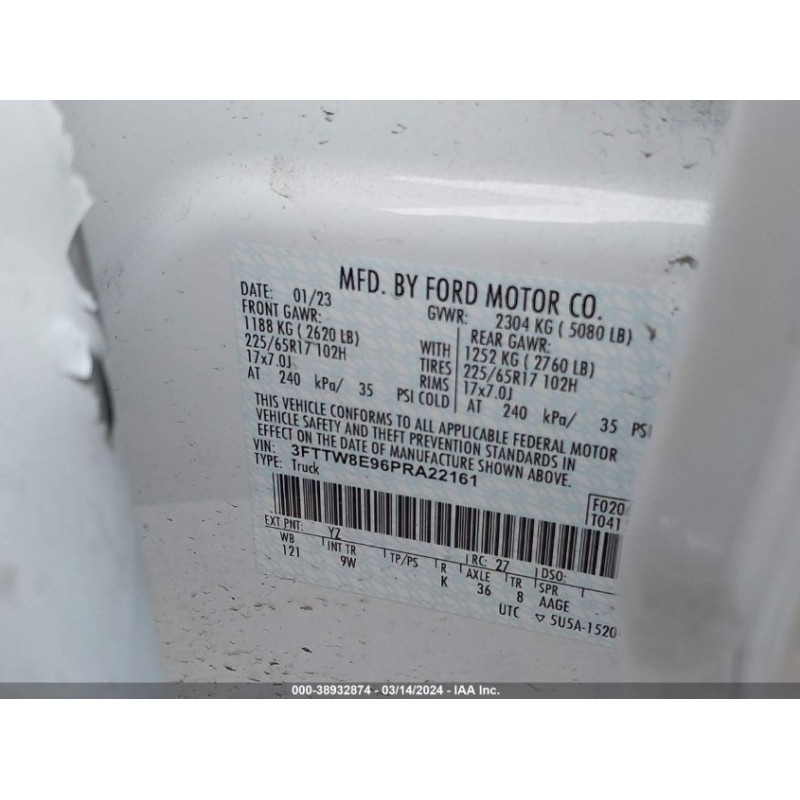 MFD. BY FORD MOTOR CO.
DATE: 01/23
GVWR: 2304 KG ( 5080 LB)
FRONT GAWR:
REAR GAWR:
1188 KG ( 2620 LB)
WITH
1252 KG ( 2760 LB)
225/65R17 102H
TIRES
225/65R17 102H
17x7.0J
RIMS
17x7.0J
AT 240 kPa/ 35 PSI COLD
AT 240 kPa/ 35 PSI
THIS VEHICLE CONFORMS TO ALL APPLICABLE FEDERAL MOTOR
VEHICLE SAFETY AND THEFT PREVENTION STANDARDS IN
EFFECT ON THE DATE OF MANUFACTURE SHOWN ABOVE.
VIN: 3FTTW8E96PRA22161
TYPE: Truck
F020
T041
EXT PNT: YZ
RC: 27
DSO:
WB
INT TR
TP/PS
R
AXLE
TR
SPR
121
9W
K
36
8
AAGE
UTC ▽ 5U5A-1520
000-38932874 - 03/14/2024 - IAA Inc.